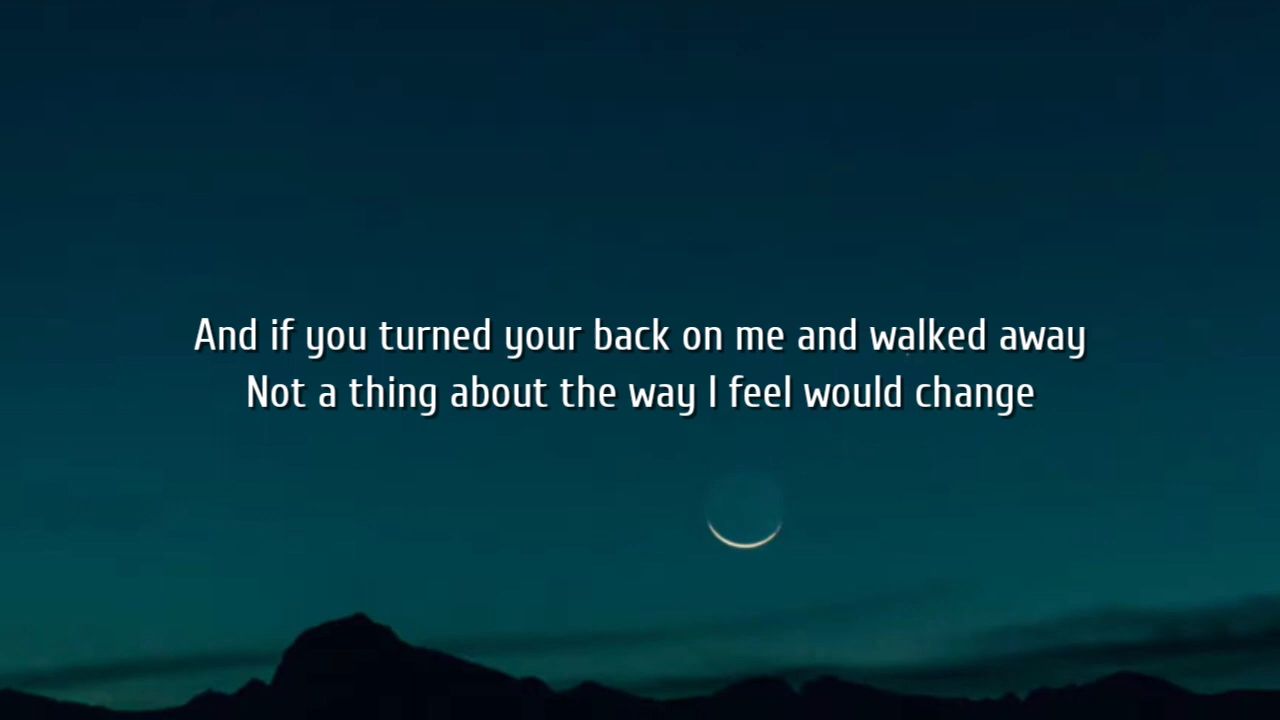 And if you turned your back on me and walked away
Not a thing about the way I feel would change